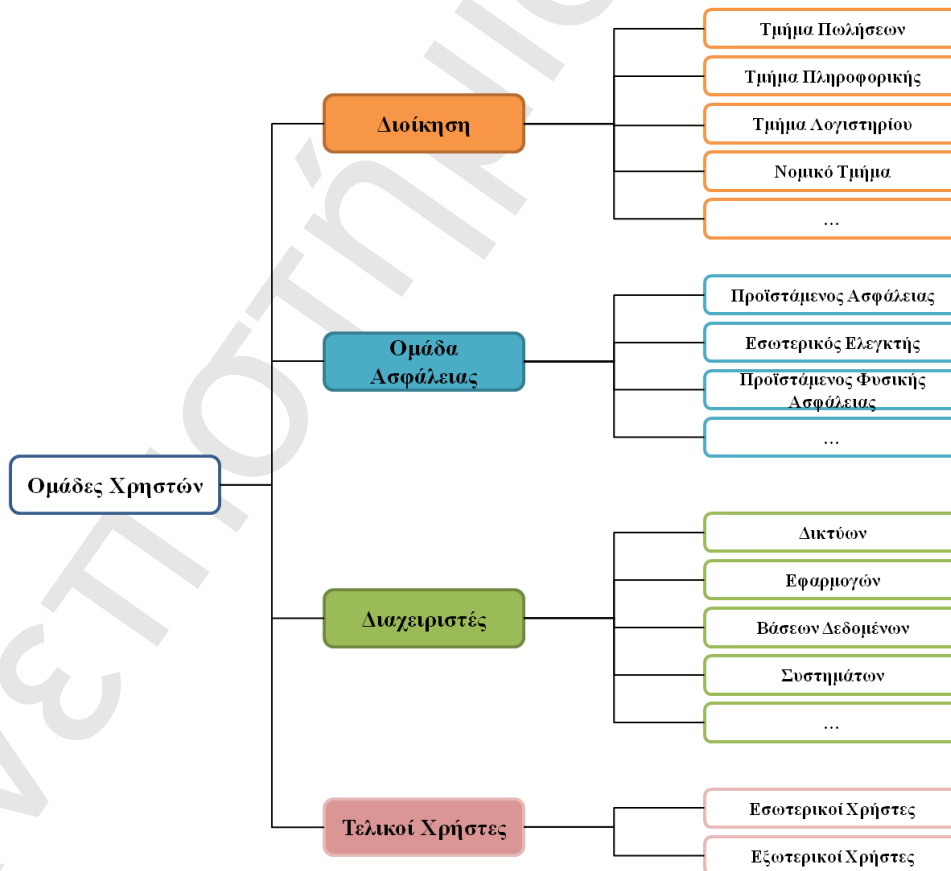 Ομάδες Χρηστών
Διοίκηση
Τμήμα Πωλήσεων
Τμήμα Πληροφορικής
Τμήμα Λογιστηρίου
Νομικό Τμήμα
…
Ομάδα
Ασφάλειας
Προϊστάμενος Ασφάλειας
Εσωτερικός Ελεγκτής
Προϊστάμενος Φυσικής
Ασφάλειας
…
Διαχειριστές
Δικτύων
Εφαρμογών
Βάσεων Δεδομένων
Συστημάτων
…
Τελικοί Χρήστες
Εσωτερικοί Χρήστες
Εξωτερικοί Χρήστες